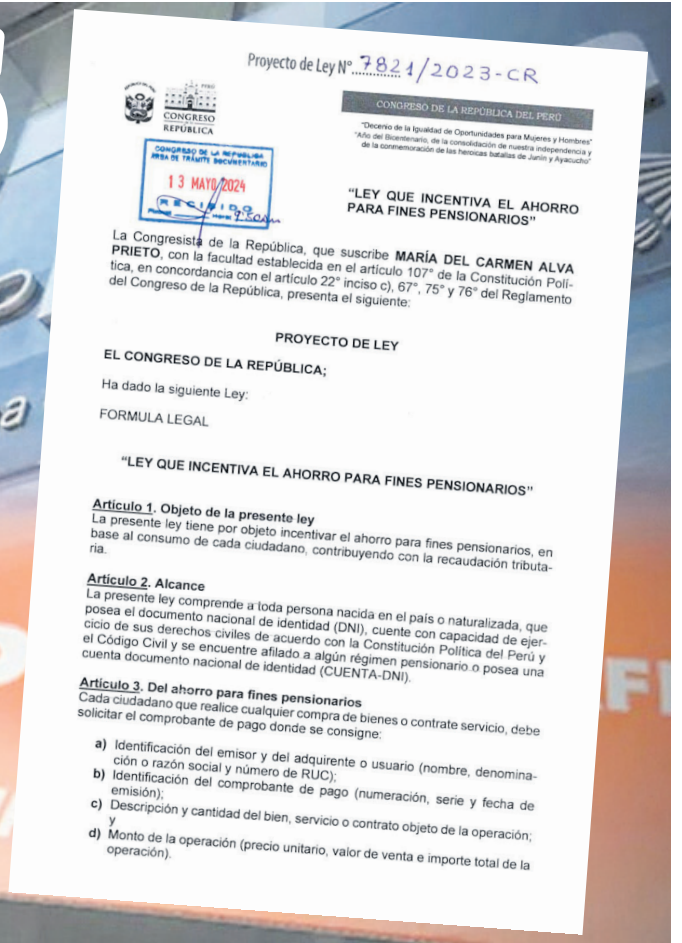 Proyecto de Ley N° 7821/2023-CR
CONGRESO
REPÚBLICA
CONGRESO DE LA REPÚBLICA DEL PERÚ
"Decenio de la Igualdad de Oportunidades para Mujeres y Hombres"
"Año del Bicentenario, de la consolidación de nuestra independencia y
de la conmemoración de las heroicas batallas de Junín y Ayacucho"
CONGRESO DE LA REPUBLICA
AREA DE TRAMITE DOCUMENTARIO
13 MAYO 2024
RECIBIDO
"LEY QUE INCENTIVA EL AHORRO
PARA FINES PENSIONARIOS"
La Congresista de la República, que suscribe MARÍA DEL CARMEN ALVA
PRIETO, con la facultad establecida en el artículo 107° de la Constitución Polí-
tica, en concordancia con el artículo 22° inciso c), 67°, 75° y 76° del Reglamento
del Congreso de la República, presenta el siguiente:
PROYECTO DE LEY
EL CONGRESO DE LA REPÚBLICA;
Ha dado la siguiente Ley:
FORMULA LEGAL
"LEY QUE INCENTIVA EL AHORRO PARA FINES PENSIONARIOS"
Artículo 1. Objeto de la presente ley
La presente ley tiene por objeto incentivar el ahorro para fines pensionarios, en
base al consumo de cada ciudadano, contribuyendo con la recaudación tributa-
ria.
Artículo 2. Alcance
La presente ley comprende a toda persona nacida en el país o naturalizada, que
posea el documento nacional de identidad (DNI), cuente con capacidad de ejer-
cicio de sus derechos civiles de acuerdo con la Constitución Política del Perú y
el Código Civil y se encuentre afilado a algún régimen pensionario o posea una
cuenta documento nacional de identidad (CUENTA-DNI).
Artículo 3. Del ahorro para fines pensionarios
Cada ciudadano que realice cualquier compra de bienes o contrate servicio, debe
solicitar el comprobante de pago donde se consigne:
a) Identificación del emisor y del adquirente o usuario (nombre, denomina-
ción o razón social y número de RUC);
b) Identificación del comprobante de pago (numeración, serie y fecha de
emisión);
c) Descripción y cantidad del bien, servicio o contrato objeto de la operación;
y
d) Monto de la operación (precio unitario, valor de venta e importe total de la
operación).